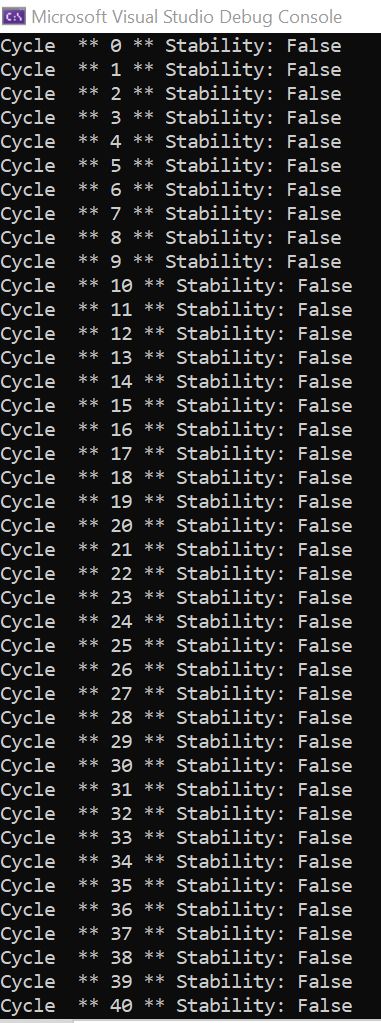 Microsoft Visual Studio Debug Console
Cycle  ** 0 ** Stability: False
Cycle  ** 1 ** Stability: False
Cycle  ** 2 ** Stability: False
Cycle  ** 3 ** Stability: False
Cycle  ** 4 ** Stability: False
Cycle  ** 5 ** Stability: False
Cycle  ** 6 ** Stability: False
Cycle  ** 7 ** Stability: False
Cycle  ** 8 ** Stability: False
Cycle  ** 9 ** Stability: False
Cycle  ** 10 ** Stability: False
Cycle  ** 11 ** Stability: False
Cycle  ** 12 ** Stability: False
Cycle  ** 13 ** Stability: False
Cycle  ** 14 ** Stability: False
Cycle  ** 15 ** Stability: False
Cycle  ** 16 ** Stability: False
Cycle  ** 17 ** Stability: False
Cycle  ** 18 ** Stability: False
Cycle  ** 19 ** Stability: False
Cycle  ** 20 ** Stability: False
Cycle  ** 21 ** Stability: False
Cycle  ** 22 ** Stability: False
Cycle  ** 23 ** Stability: False
Cycle  ** 24 ** Stability: False
Cycle  ** 25 ** Stability: False
Cycle  ** 26 ** Stability: False
Cycle  ** 27 ** Stability: False
Cycle  ** 28 ** Stability: False
Cycle  ** 29 ** Stability: False
Cycle  ** 30 ** Stability: False
Cycle  ** 31 ** Stability: False
Cycle  ** 32 ** Stability: False
Cycle  ** 33 ** Stability: False
Cycle  ** 34 ** Stability: False
Cycle  ** 35 ** Stability: False
Cycle  ** 36 ** Stability: False
Cycle  ** 37 ** Stability: False
Cycle  ** 38 ** Stability: False
Cycle  ** 39 ** Stability: False
Cycle  ** 40 ** Stability: False